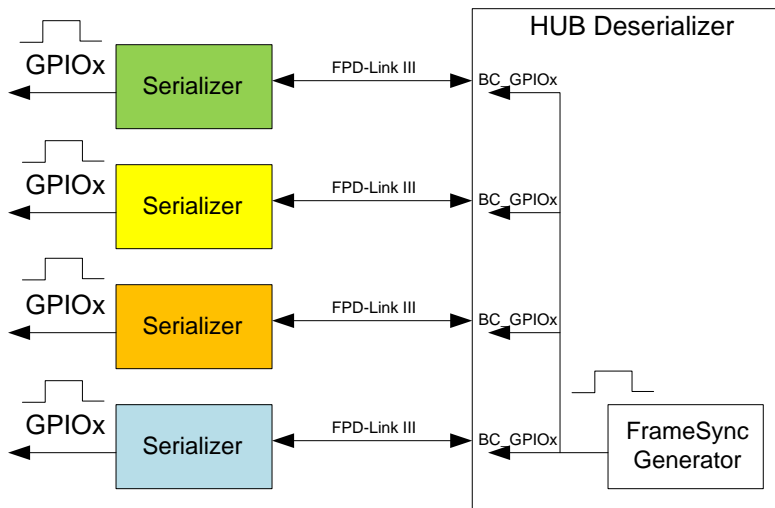 HUB Deserializer
GPIOx
Serializer
FPD-Link III
BC_GPIOx
GPIOx
Serializer
FPD-Link III
BC_GPIOx
GPIOx
Serializer
FPD-Link III
BC_GPIOx
GPIOx
Serializer
FPD-Link III
BC_GPIOx
FrameSync
Generator